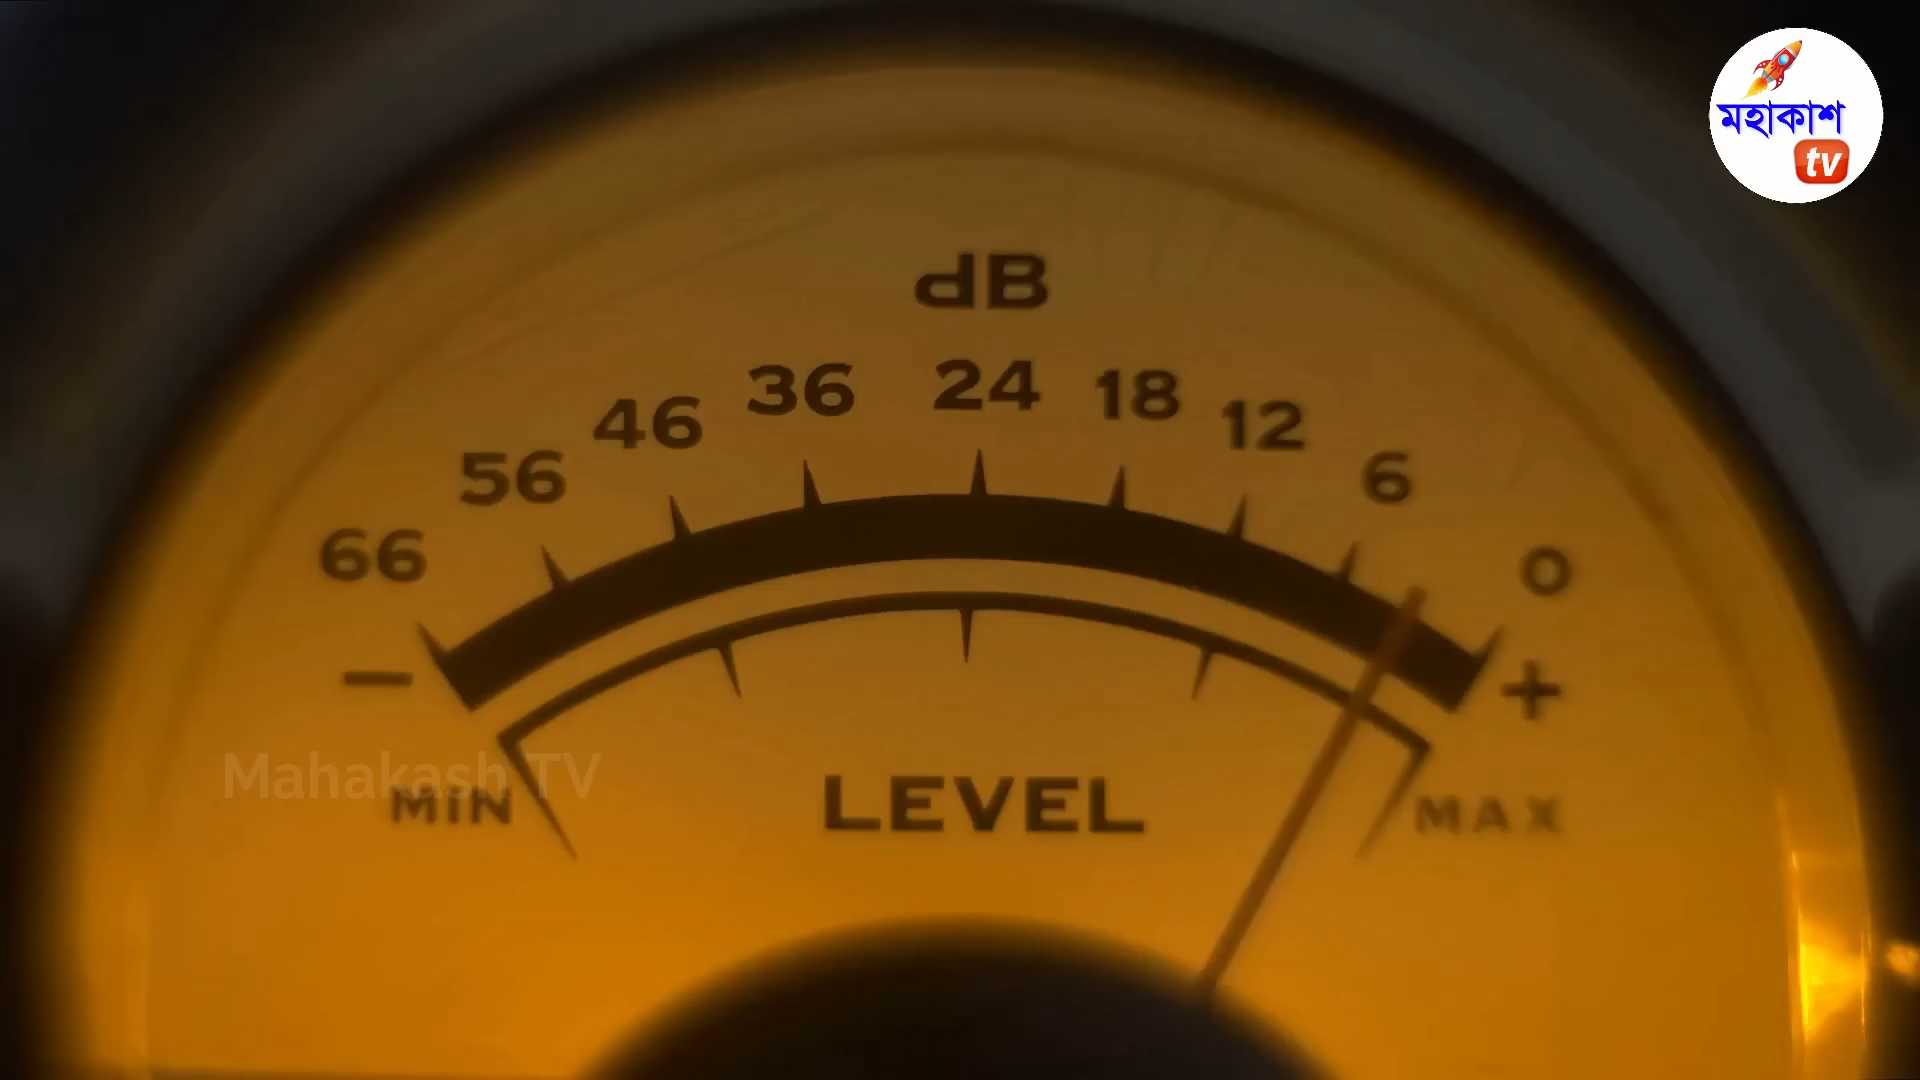 মহাকাশ
tv
dB
66 56 46 36 24 18 12 6 0
− +
Mahakash TV
MIN LEVEL MAX